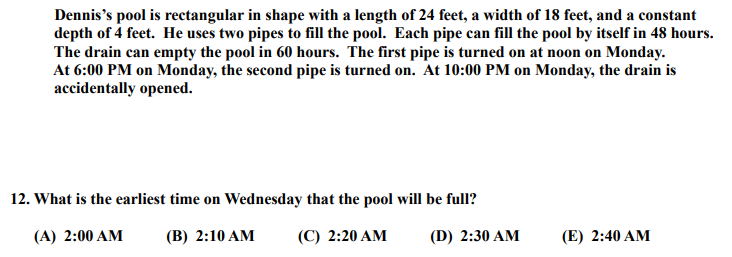 Dennis’s pool is rectangular in shape with a length of 24 feet, a width of 18 feet, and a constant
depth of 4 feet. He uses two pipes to fill the pool. Each pipe can fill the pool by itself in 48 hours.
The drain can empty the pool in 60 hours. The first pipe is turned on at noon on Monday.
At 6:00 PM on Monday, the second pipe is turned on. At 10:00 PM on Monday, the drain is
accidentally opened.
12. What is the earliest time on Wednesday that the pool will be full?
(A) 2:00 AM (B) 2:10 AM (C) 2:20 AM (D) 2:30 AM (E) 2:40 AM